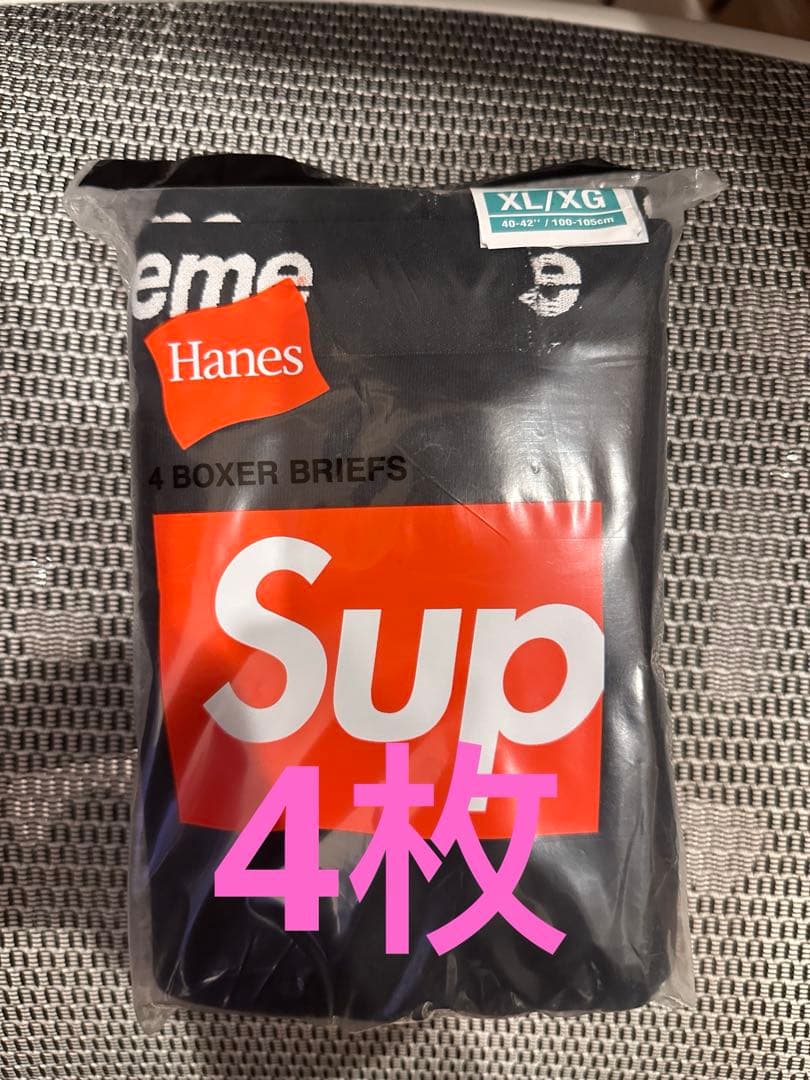 XL/XG
40-42" / 100-105cm
eme
e
Hanes
4 BOXER BRIEFS
Sup
4枚